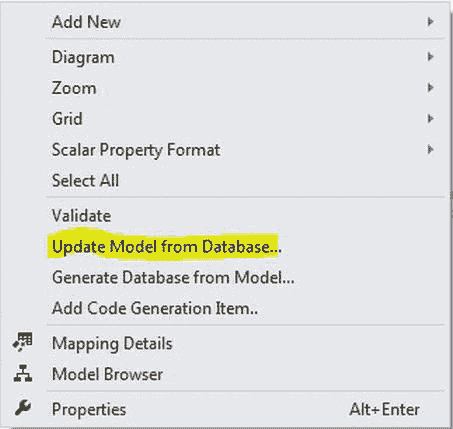 Add New
Diagram
Zoom
Grid
Scalar Property Format
Select All
Validate
Update Model from Database...
Generate Database from Model...
Add Code Generation Item..
Mapping Details
Model Browser
Properties Alt+Enter